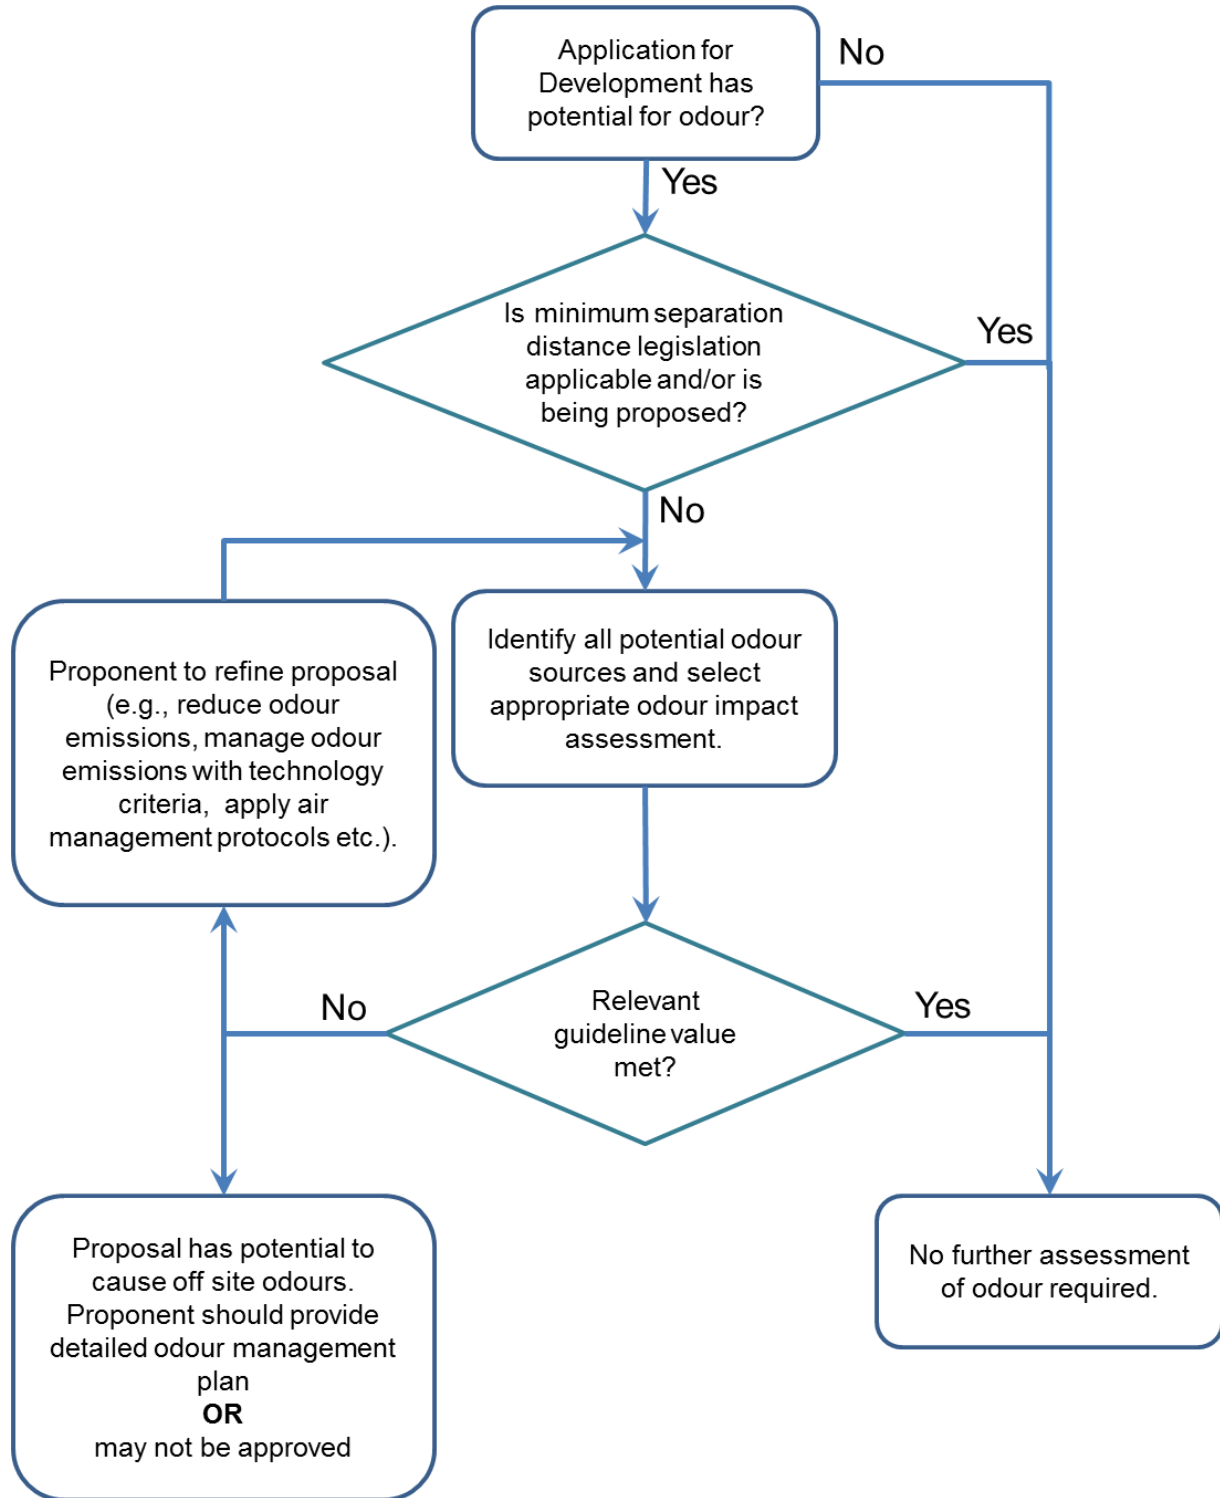 Application for
Development has
potential for odour?
No
Yes
Is minimum separation
distance legislation
applicable and/or is
being proposed?
Yes
No
Identify all potential odour
sources and select
appropriate odour impact
assessment.
Proponent to refine proposal
(e.g., reduce odour
emissions, manage odour
emissions with technology
criteria, apply air
management protocols etc.).
Relevant
guideline value
met?
No
Yes
Proposal has potential to
cause off site odours.
Proponent should provide
detailed odour management
plan
OR
may not be approved
No further assessment
of odour required.